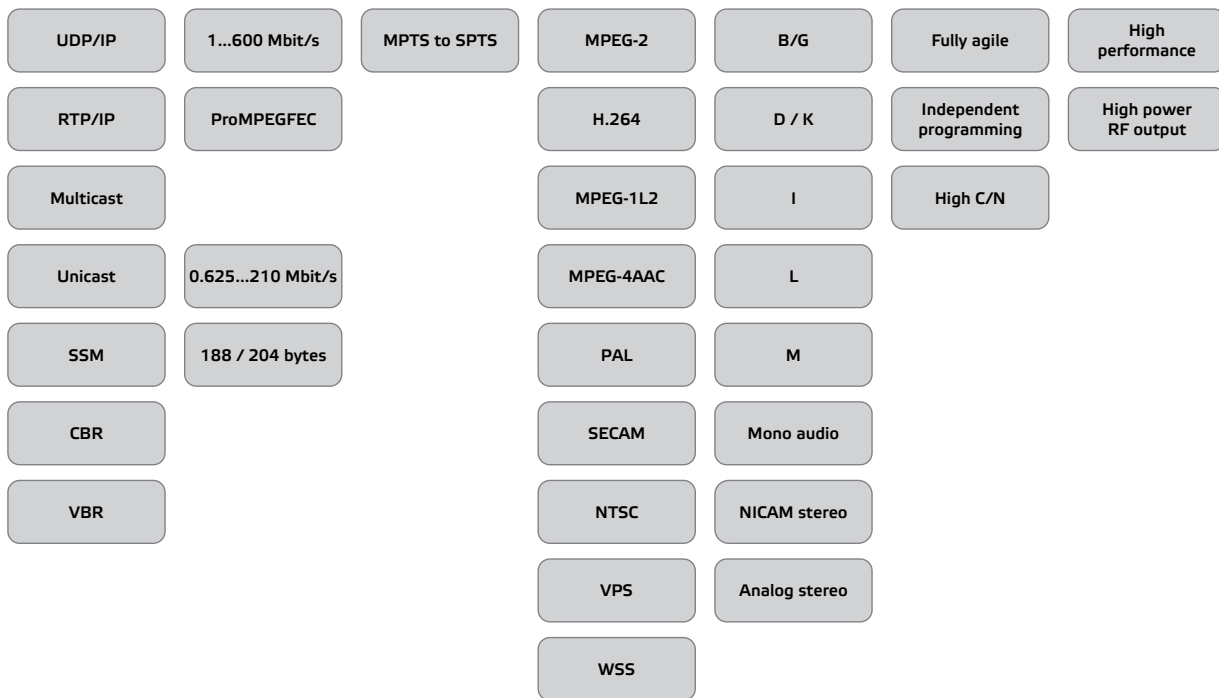 UDP/IP
1...600 Mbit/s
MPTS to SPTS
MPEG-2
B/G
Fully agile
High
performance
RTP/IP
ProMPEGFEC
H.264
D / K
Independent
programming
High power
RF output
Multicast
MPEG-1L2
I
High C/N
Unicast
0.625...210 Mbit/s
MPEG-4AAC
L
SSM
188 / 204 bytes
PAL
M
CBR
SECAM
Mono audio
VBR
NTSC
NICAM stereo
VPS
Analog stereo
WSS